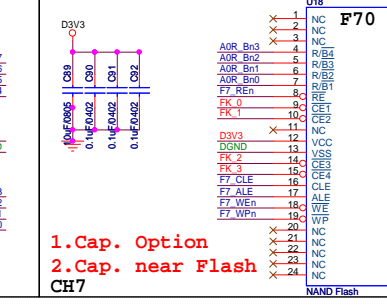 U18
F70
D3V3
C89
C90
C91
C92
10uF/0805
0.1uF/0402
0.1uF/0402
0.1uF/0402
1 NC
2 NC
3 NC
A0R_Bn3 4 R/B4
A0R_Bn2 5 R/B3
A0R_Bn1 6 R/B2
A0R_Bn0 7 R/B1
F7_REn 8 RE
FK_0 9 CE1
FK_1 10 CE2
11 NC
D3V3 12 VCC
DGND 13 VSS
FK_2 14 CE3
FK_3 15 CE4
F7_CLE 16 CLE
F7_ALE 17 ALE
F7_WEn 18 WE
F7_WPn 19 WP
20 NC
21 NC
22 NC
23 NC
24 NC
NAND Flash
1.Cap. Option
2.Cap. near Flash
CH7